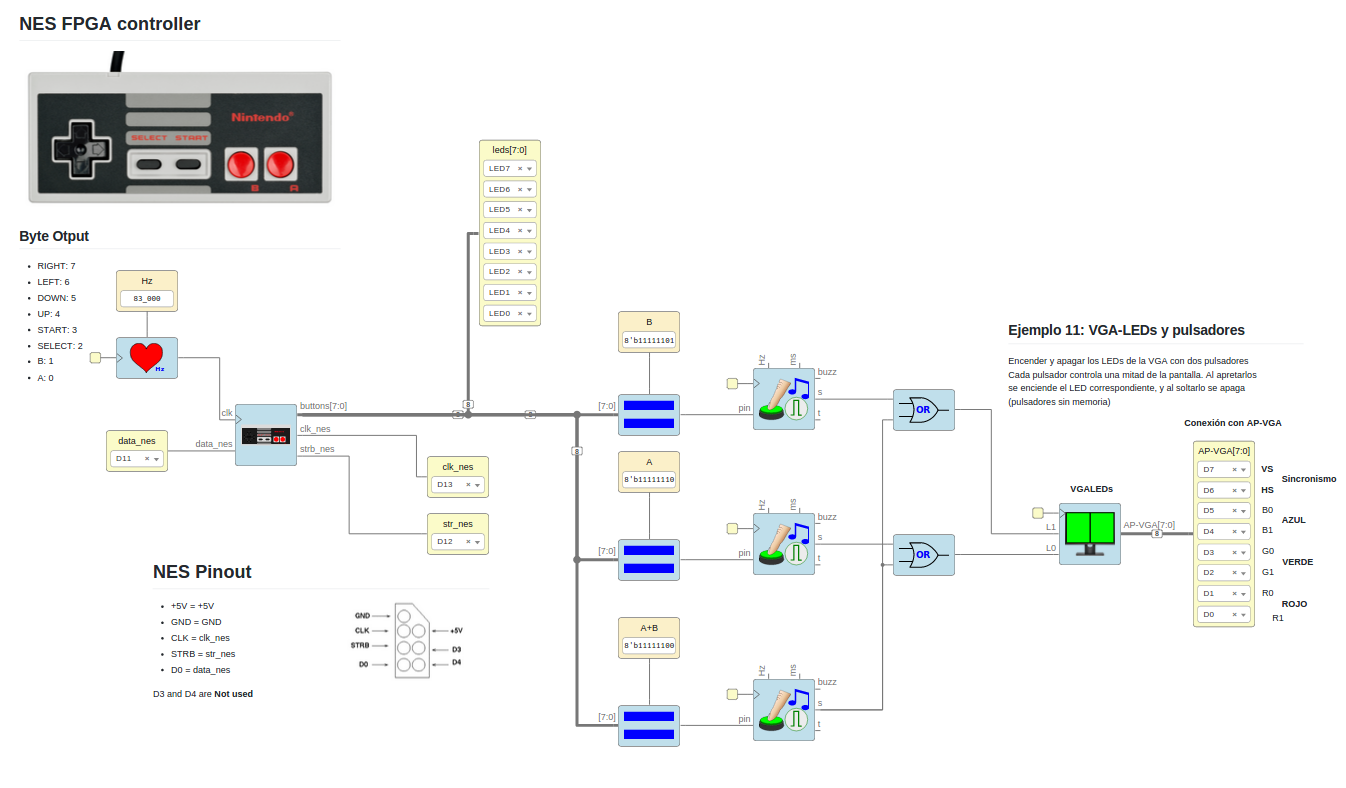 NES FPGA controller
Nintendo®
SELECT START
B A
Byte Otput
RIGHT: 7
LEFT: 6
DOWN: 5
UP: 4
START: 3
SELECT: 2
B: 1
A: 0
Hz
83_000
Hz
clk
data_nes
D11
data_nes
buttons[7:0]
clk_nes
strb_nes
leds[7:0]
LED7
LED6
LED5
LED4
LED3
LED2
LED1
LED0
8
8
8
clk_nes
D13
str_nes
D12
NES Pinout
+5V = +5V
GND = GND
CLK = clk_nes
STRB = str_nes
D0 = data_nes
D3 and D4 are Not used
GND
CLK
STRB
D0
+5V
D3
D4
B
8'b11111101
[7:0]
Hz
ms
pin
buzz
s
t
A
8'b11111110
[7:0]
Hz
ms
pin
buzz
s
t
A+B
8'b11111100
[7:0]
Hz
ms
pin
buzz
s
t
OR
OR
Ejemplo 11: VGA-LEDs y pulsadores
Encender y apagar los LEDs de la VGA con dos pulsadores
Cada pulsador controla una mitad de la pantalla. Al apretarlos
se enciende el LED correspondiente, y al soltarlo se apaga
(pulsadores sin memoria)
Conexión con AP-VGA
VGALEDs
L1
L0
AP-VGA[7:0]
8
AP-VGA[7:0]
D7
D6
D5
D4
D3
D2
D1
D0
VS
HS
B0
B1
G0
G1
R0
R1
Sincronismo
AZUL
VERDE
ROJO